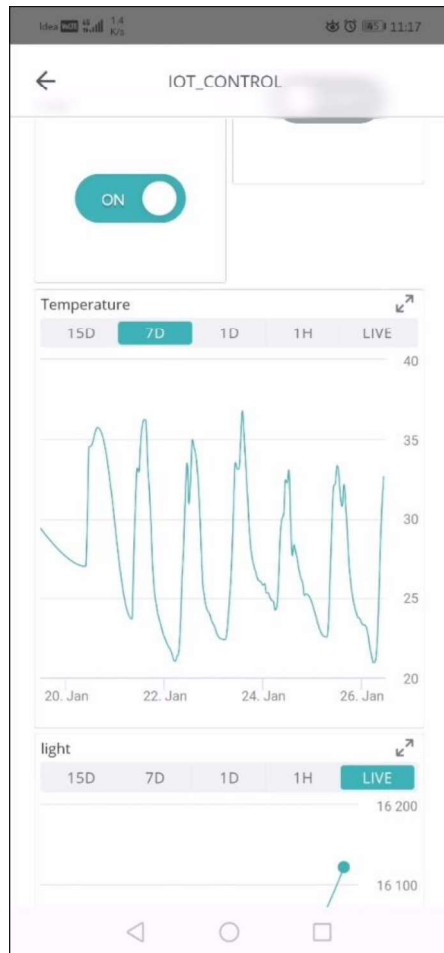 Idea 1.4 K/s 45 11:17
IOT_CONTROL
ON
Temperature
15D 7D 1D 1H LIVE
40
35
30
25
20
20. Jan 22. Jan 24. Jan 26. Jan
light
15D 7D 1D 1H LIVE
16 200
16 100